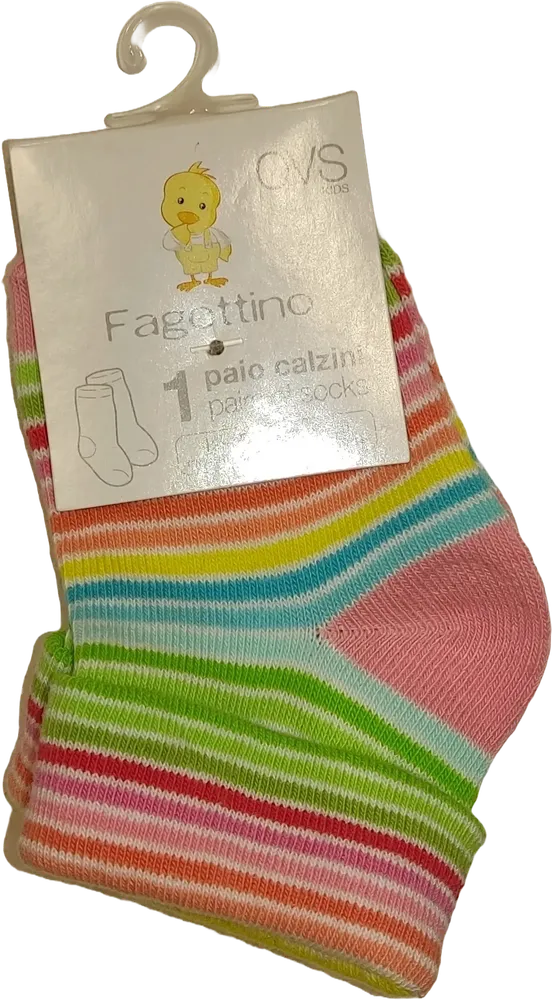 OVS
KIDS
Fagottino
1 paio calzini
pair of socks